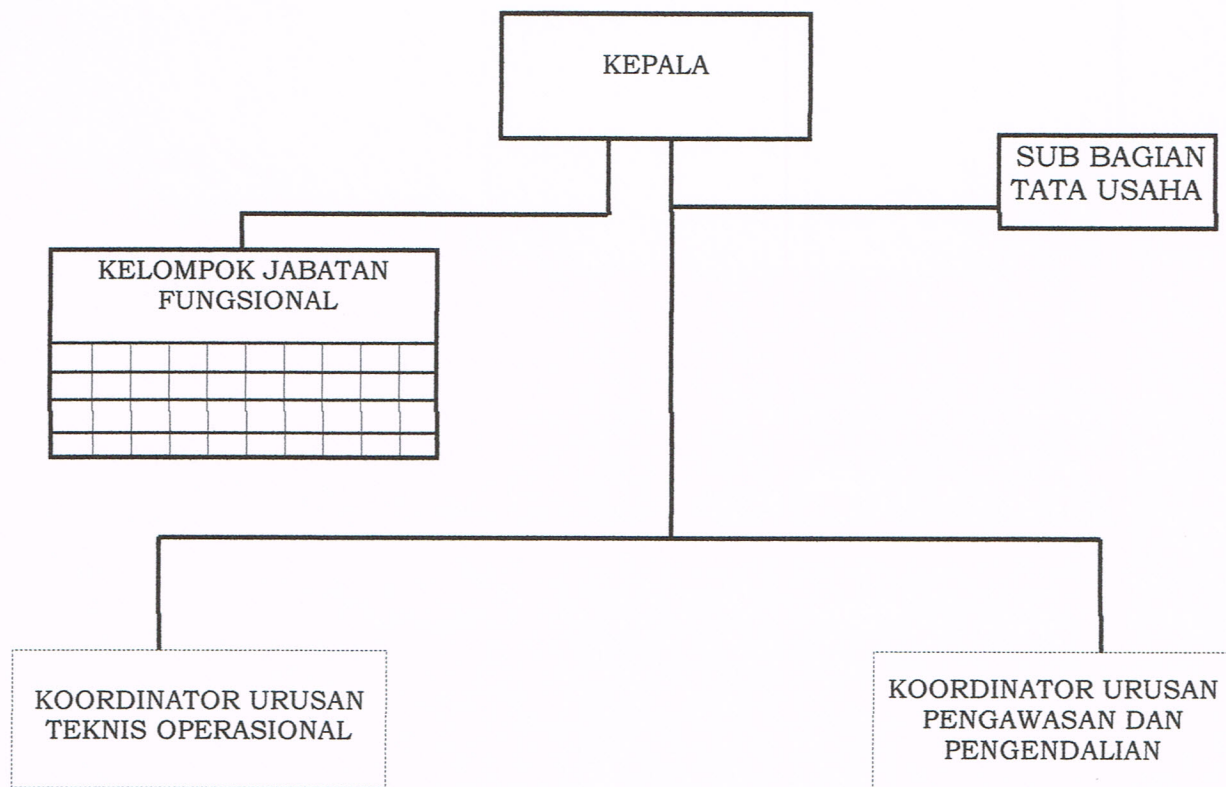 KEPALA
SUB BAGIAN
TATA USAHA
KELOMPOK JABATAN
FUNGSIONAL
KOORDINATOR URUSAN
TEKNIS OPERASIONAL
KOORDINATOR URUSAN
PENGAWASAN DAN
PENGENDALIAN